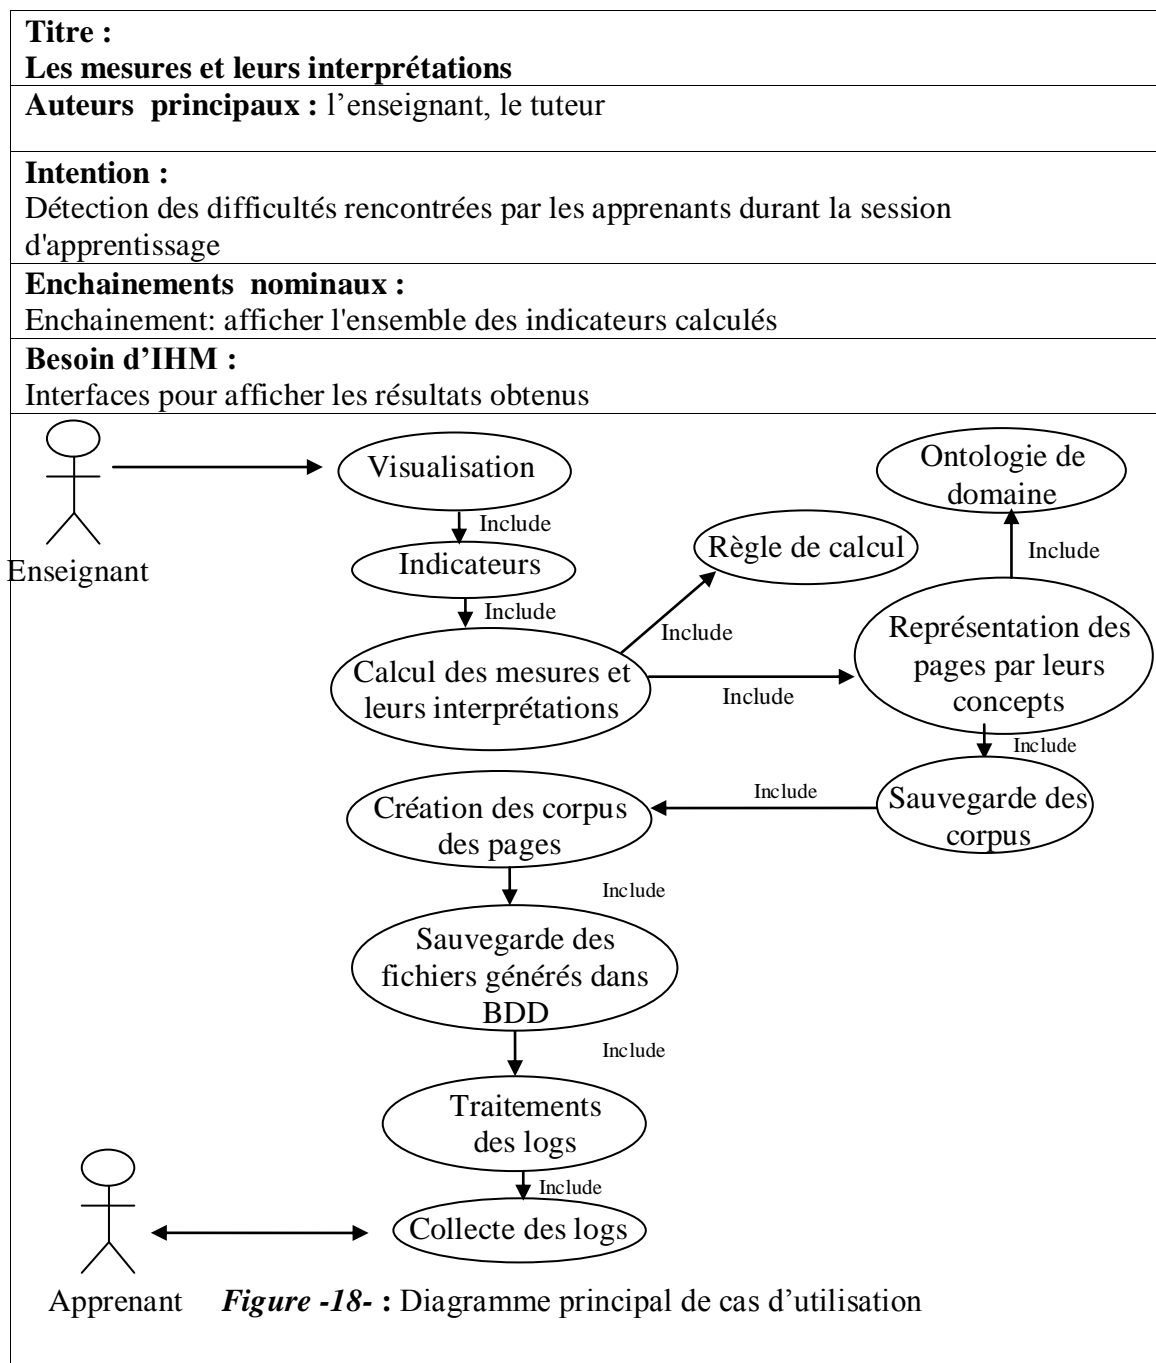 Titre :
Les mesures et leurs interprétations
Auteurs  principaux : l’enseignant, le tuteur
Intention :
Détection des difficultés rencontrées par les apprenants durant la session
d'apprentissage
Enchainements  nominaux :
Enchainement: afficher l'ensemble des indicateurs calculés
Besoin d’IHM :
Interfaces pour afficher les résultats obtenus
Enseignant
Visualisation
Include
Indicateurs
Include
Calcul des mesures et
leurs interprétations
Include
Règle de calcul
Include
Ontologie de
domaine
Include
Représentation des
pages par leurs
concepts
Include
Sauvegarde des
corpus
Include
Création des corpus
des pages
Include
Sauvegarde des
fichiers générés dans
BDD
Include
Traitements
des logs
Include
Collecte des logs
Apprenant
Figure -18- : Diagramme principal de cas d’utilisation